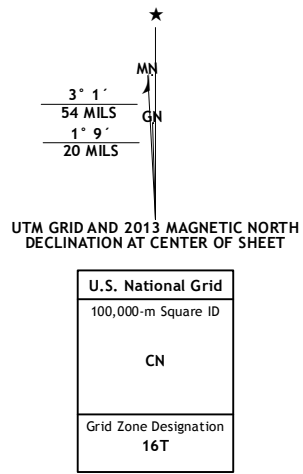 ★
MN
3° 1´
54 MILS
GN
1° 9´
20 MILS
UTM GRID AND 2013 MAGNETIC NORTH
DECLINATION AT CENTER OF SHEET
U.S. National Grid
100,000-m Square ID
CN
Grid Zone Designation
16T